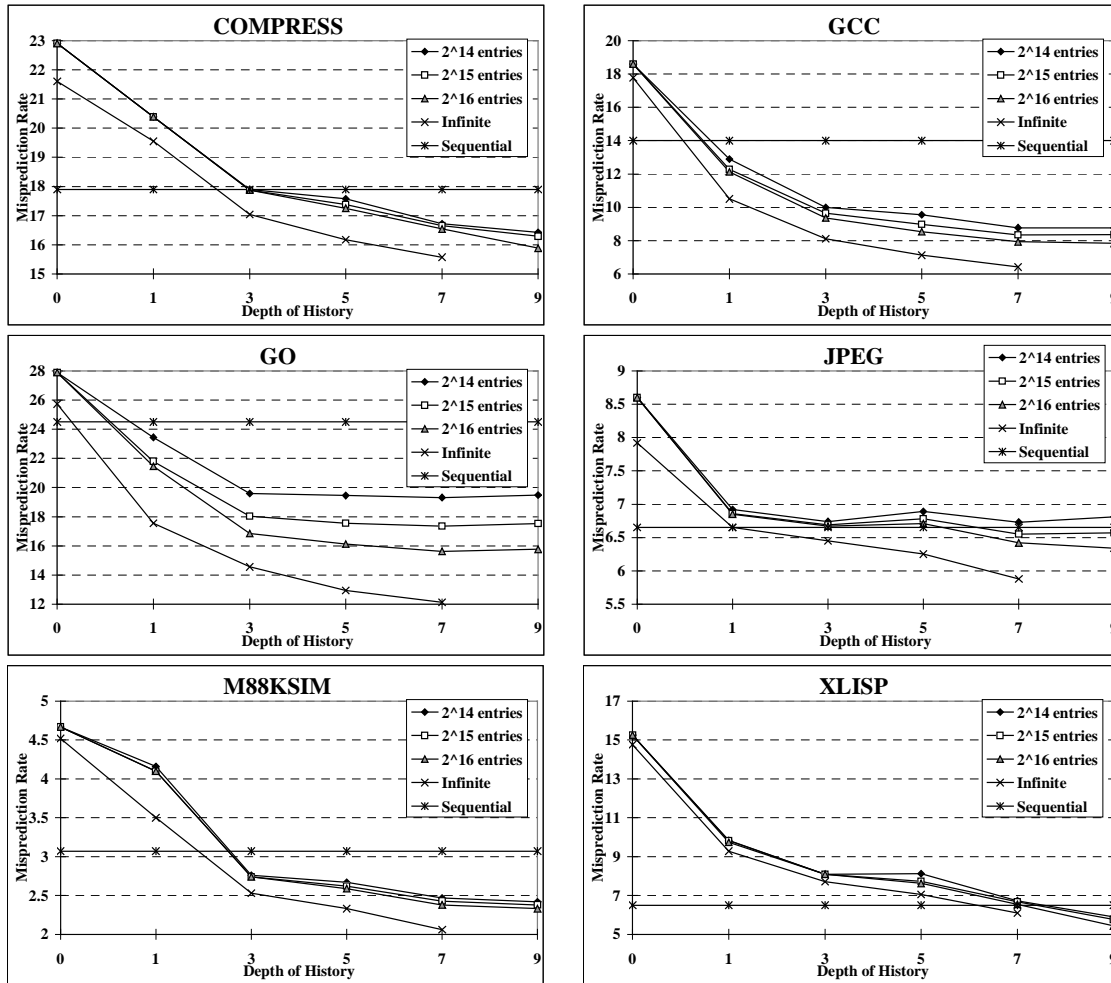 COMPRESS
23
22
21
20
19
18
17
16
15
Misprediction Rate
0 1 3 5 7 9
Depth of History
2^14 entries
2^15 entries
2^16 entries
Infinite
Sequential
GCC
20
18
16
14
12
10
8
6
Misprediction Rate
0 1 3 5 7 9
Depth of History
2^14 entries
2^15 entries
2^16 entries
Infinite
Sequential
GO
28
26
24
22
20
18
16
14
12
Misprediction Rate
0 1 3 5 7 9
Depth of History
2^14 entries
2^15 entries
2^16 entries
Infinite
Sequential
JPEG
9
8.5
8
7.5
7
6.5
6
5.5
Misprediction Rate
0 1 3 5 7 9
Depth of History
2^14 entries
2^15 entries
2^16 entries
Infinite
Sequential
M88KSIM
5
4.5
4
3.5
3
2.5
2
Misprediction Rate
0 1 3 5 7 9
Depth of History
2^14 entries
2^15 entries
2^16 entries
Infinite
Sequential
XLISP
17
15
13
11
9
7
5
Misprediction Rate
0 1 3 5 7 9
Depth of History
2^14 entries
2^15 entries
2^16 entries
Infinite
Sequential